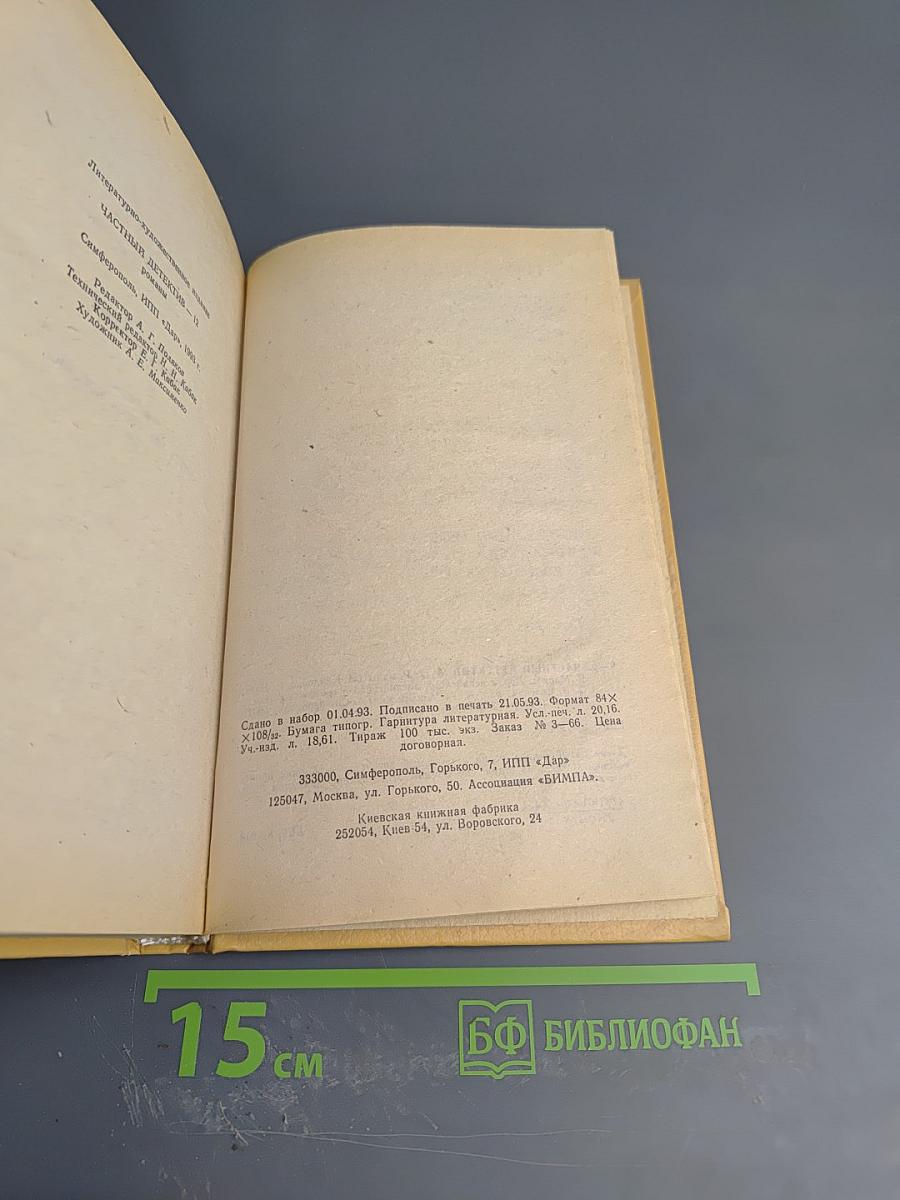 Литературно-художественное издание
ЧАСТНЫЙ ДЕТЕКТИВ — 12
романы
Симферополь, ИПП «Дар», 1993 г.
Редактор А. Г. Поляков
Технический редактор Н. Н. Кабак
Корректор Е. Г. Кабак
Художник А. Е. Максименко
Сдано в набор 01.04.93. Подписано в печать 21.05.93. Формат 84×
×108/32. Бумага типогр. Гарнитура литературная. Усл.-печ. л. 20,16.
Уч.-изд. л. 18,61. Тираж 100 тыс. экз. Заказ № 3—66. Цена
договорная.
333000, Симферополь, Горького, 7, ИПП «Дар»
125047, Москва, ул. Горького, 50. Ассоциация «БИМПА».
Киевская книжная фабрика
252054, Киев-54, ул. Воровского, 24
15 см
БФ БИБЛИОФАН